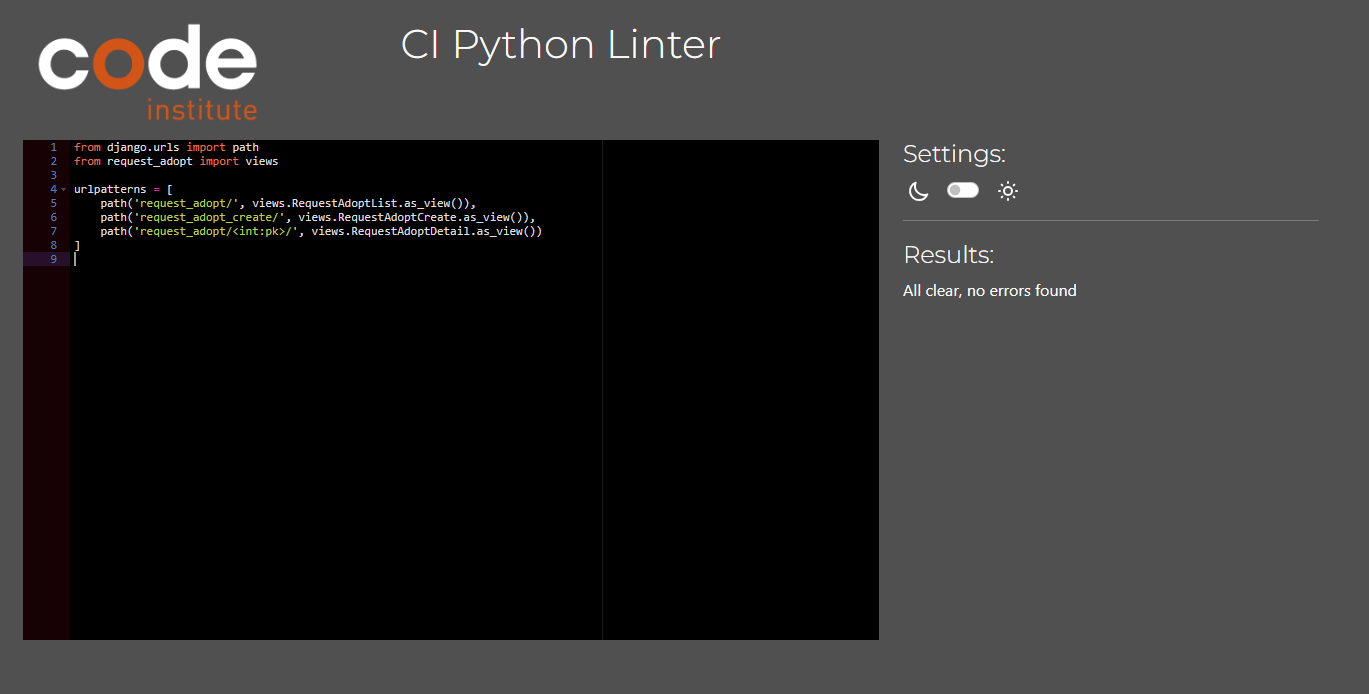 code
institute
CI Python Linter
1 from django.urls import path
2 from request_adopt import views
3
4 urlpatterns = [
5     path('request_adopt/', views.RequestAdoptList.as_view()),
6     path('request_adopt_create/', views.RequestAdoptCreate.as_view()),
7     path('request_adopt/<int:pk>/', views.RequestAdoptDetail.as_view())
8 ]
9
Settings:
Results:
All clear, no errors found